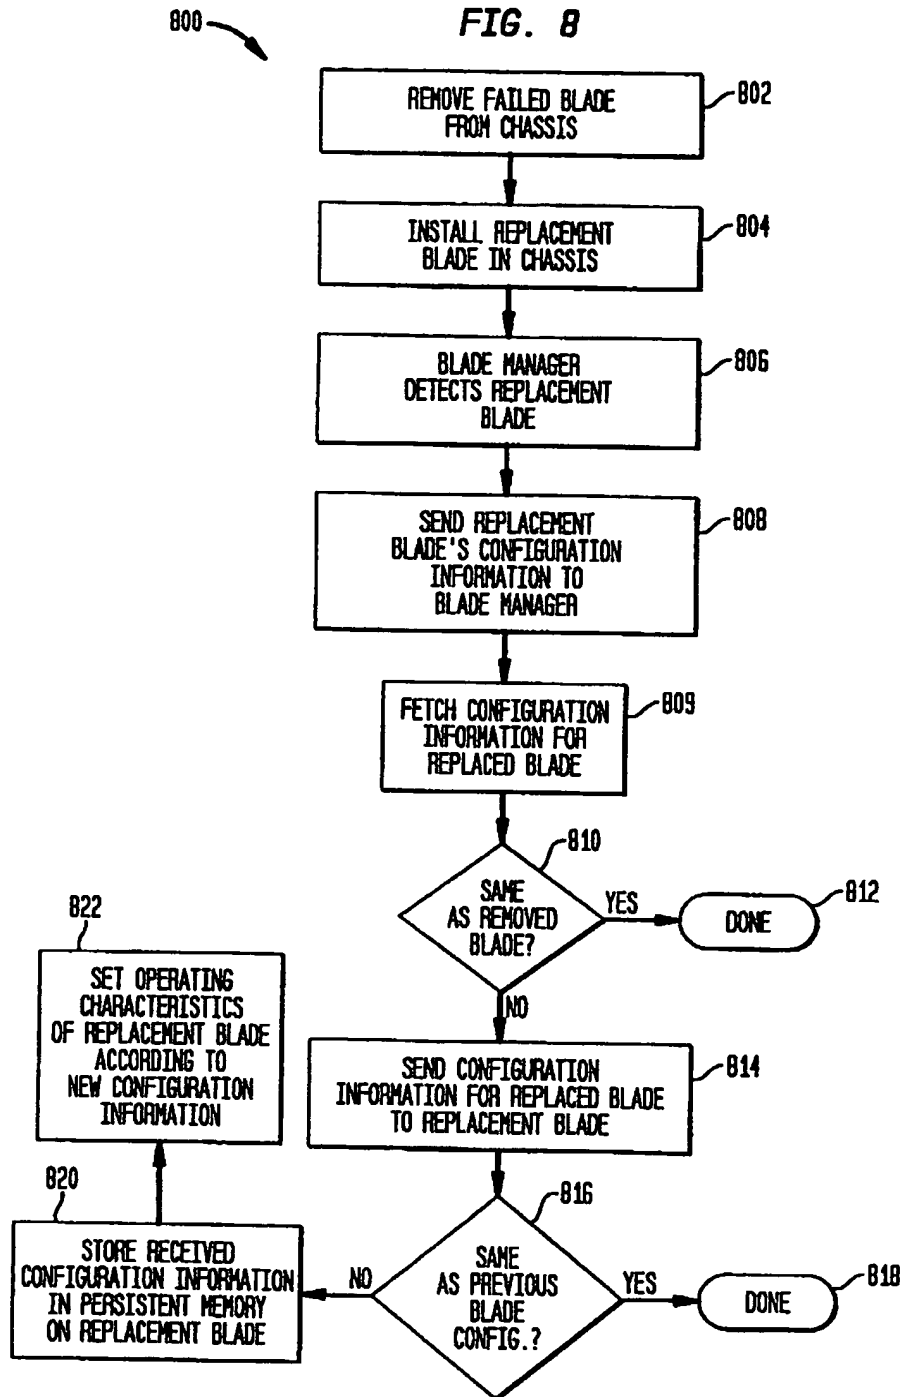 800
FIG. 8
REMOVE FAILED BLADE
FROM CHASSIS
802
INSTALL REPLACEMENT
BLADE IN CHASSIS
804
BLADE MANAGER
DETECTS REPLACEMENT
BLADE
806
SEND REPLACEMENT
BLADE'S CONFIGURATION
INFORMATION TO
BLADE MANAGER
808
FETCH CONFIGURATION
INFORMATION FOR
REPLACED BLADE
809
810
SAME
AS REMOVED
BLADE?
YES
812
DONE
NO
SEND CONFIGURATION
INFORMATION FOR REPLACED BLADE
TO REPLACEMENT BLADE
814
816
SAME
AS PREVIOUS
BLADE
CONFIG.?
YES
818
DONE
NO
820
STORE RECEIVED
CONFIGURATION INFORMATION
IN PERSISTENT MEMORY
ON REPLACEMENT BLADE
822
SET OPERATING
CHARACTERISTICS
OF REPLACEMENT BLADE
ACCORDING TO
NEW CONFIGURATION
INFORMATION